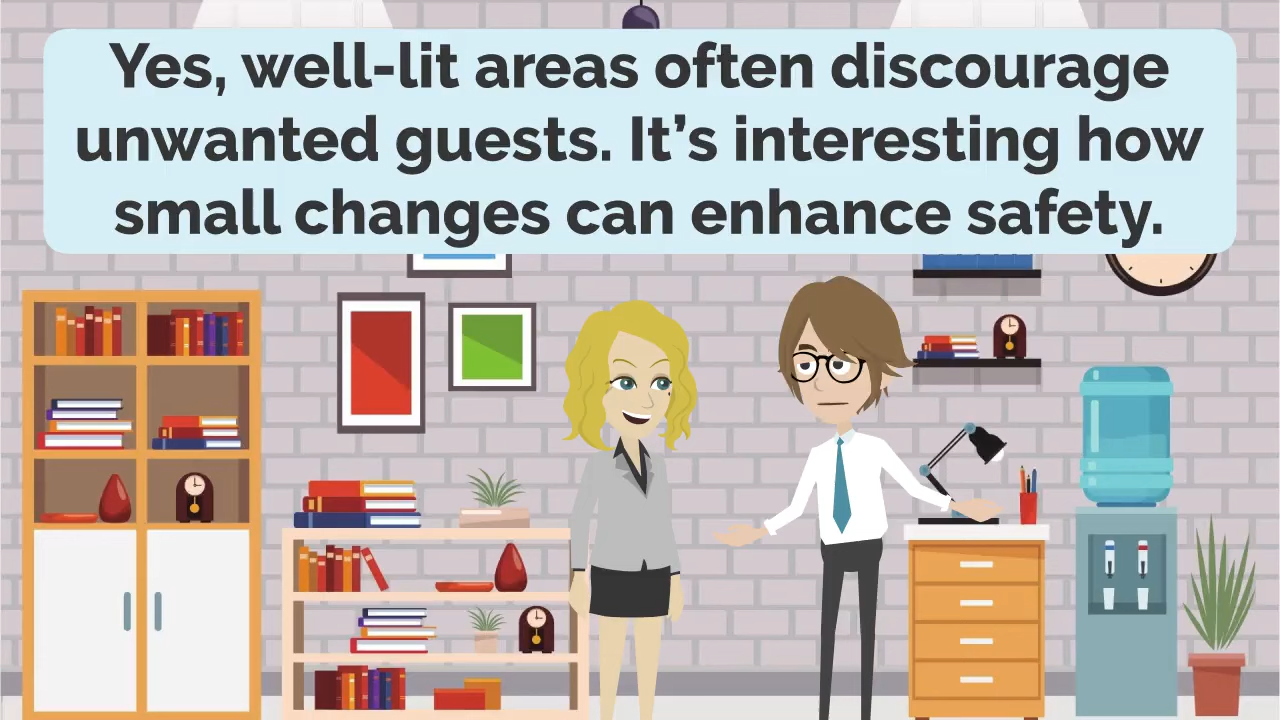 Yes, well-lit areas often discourage
unwanted guests. It’s interesting how
small changes can enhance safety.